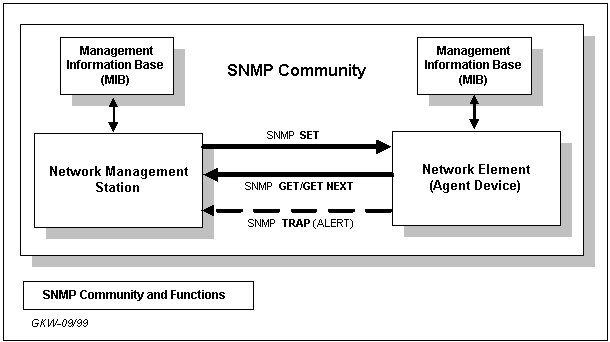 Management
Information Base
(MIB)
SNMP Community
Management
Information Base
(MIB)
SNMP SET
Network Management
Station
SNMP GET/GET NEXT
Network Element
(Agent Device)
SNMP TRAP (ALERT)
SNMP Community and Functions
GKW-09/99